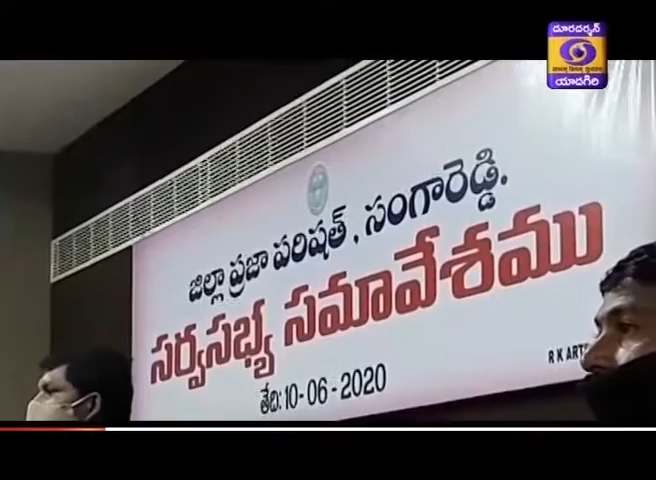 దూరదర్శన్
యాదగిరి
జిల్లా ప్రజా పరిషత్, సంగారెడ్డి.
సర్వసభ్య సమావేశము
తేది:10-06-2020
R K ARTS